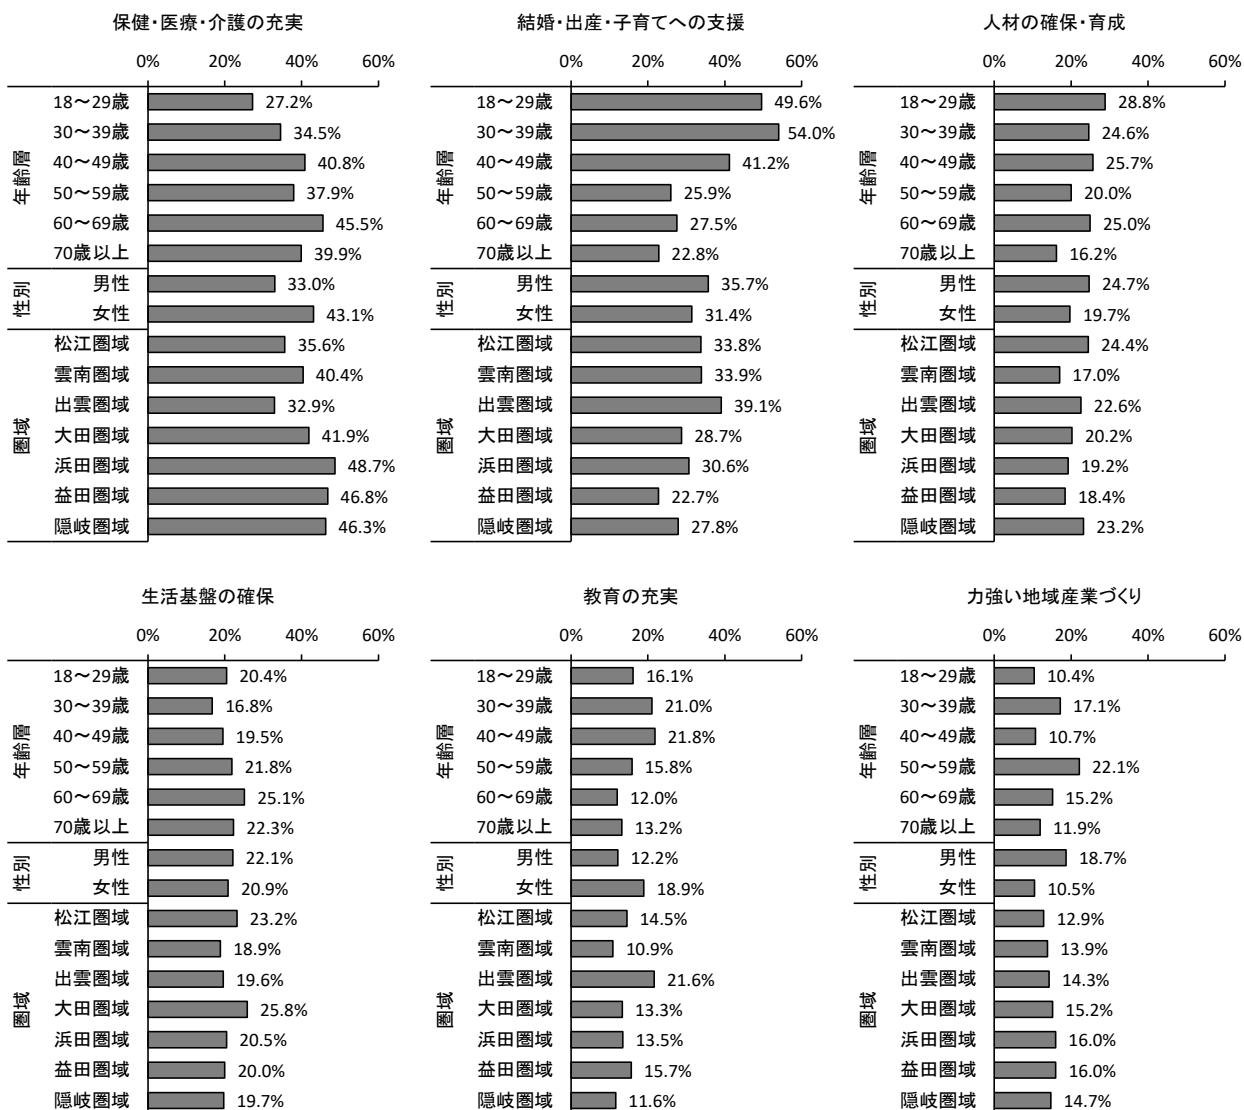 保健・医療・介護の充実
0% 20% 40% 60%
年齢層
18～29歳 27.2%
30～39歳 34.5%
40～49歳 40.8%
50～59歳 37.9%
60～69歳 45.5%
70歳以上 39.9%
性別
男性 33.0%
女性 43.1%
圏域
松江圏域 35.6%
雲南圏域 40.4%
出雲圏域 32.9%
大田圏域 41.9%
浜田圏域 48.7%
益田圏域 46.8%
隠岐圏域 46.3%
結婚・出産・子育てへの支援
0% 20% 40% 60%
年齢層
18～29歳 49.6%
30～39歳 54.0%
40～49歳 41.2%
50～59歳 25.9%
60～69歳 27.5%
70歳以上 22.8%
性別
男性 35.7%
女性 31.4%
圏域
松江圏域 33.8%
雲南圏域 33.9%
出雲圏域 39.1%
大田圏域 28.7%
浜田圏域 30.6%
益田圏域 22.7%
隠岐圏域 27.8%
人材の確保・育成
0% 20% 40% 60%
年齢層
18～29歳 28.8%
30～39歳 24.6%
40～49歳 25.7%
50～59歳 20.0%
60～69歳 25.0%
70歳以上 16.2%
性別
男性 24.7%
女性 19.7%
圏域
松江圏域 24.4%
雲南圏域 17.0%
出雲圏域 22.6%
大田圏域 20.2%
浜田圏域 19.2%
益田圏域 18.4%
隠岐圏域 23.2%
生活基盤の確保
0% 20% 40% 60%
年齢層
18～29歳 20.4%
30～39歳 16.8%
40～49歳 19.5%
50～59歳 21.8%
60～69歳 25.1%
70歳以上 22.3%
性別
男性 22.1%
女性 20.9%
圏域
松江圏域 23.2%
雲南圏域 18.9%
出雲圏域 19.6%
大田圏域 25.8%
浜田圏域 20.5%
益田圏域 20.0%
隠岐圏域 19.7%
教育の充実
0% 20% 40% 60%
年齢層
18～29歳 16.1%
30～39歳 21.0%
40～49歳 21.8%
50～59歳 15.8%
60～69歳 12.0%
70歳以上 13.2%
性別
男性 12.2%
女性 18.9%
圏域
松江圏域 14.5%
雲南圏域 10.9%
出雲圏域 21.6%
大田圏域 13.3%
浜田圏域 13.5%
益田圏域 15.7%
隠岐圏域 11.6%
力強い地域産業づくり
0% 20% 40% 60%
年齢層
18～29歳 10.4%
30～39歳 17.1%
40～49歳 10.7%
50～59歳 22.1%
60～69歳 15.2%
70歳以上 11.9%
性別
男性 18.7%
女性 10.5%
圏域
松江圏域 12.9%
雲南圏域 13.9%
出雲圏域 14.3%
大田圏域 15.2%
浜田圏域 16.0%
益田圏域 16.0%
隠岐圏域 14.7%